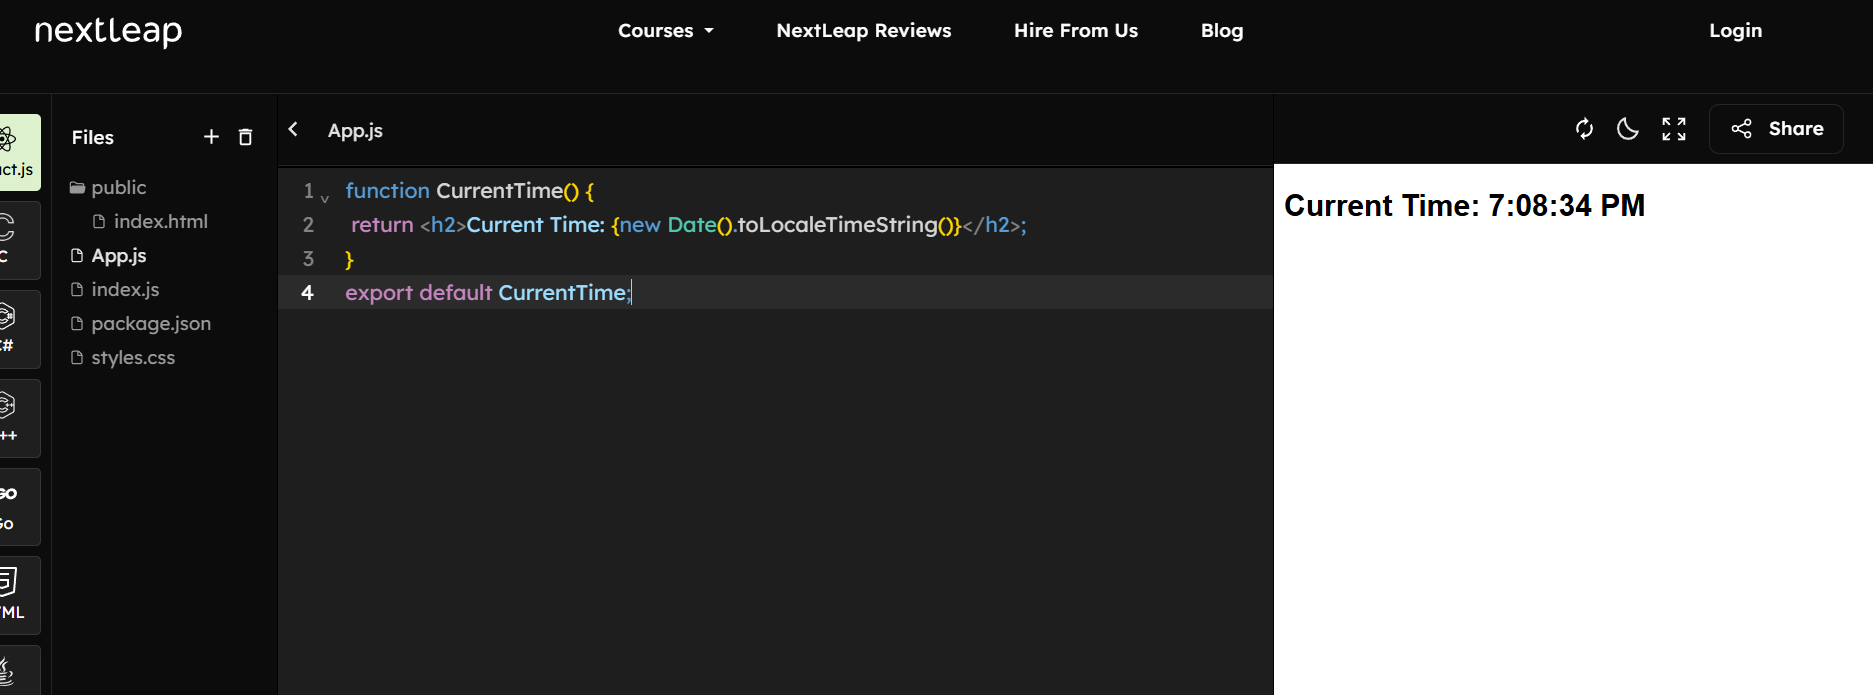 nextleap
Courses
NextLeap Reviews
Hire From Us
Blog
Login
ct.js
C
C#
++
GO
Go
ML
Files
public
index.html
App.js
index.js
package.json
styles.css
App.js
1 function CurrentTime() {
2 return <h2>Current Time: {new Date().toLocaleTimeString()}</h2>;
3 }
4 export default CurrentTime;
Share
Current Time: 7:08:34 PM